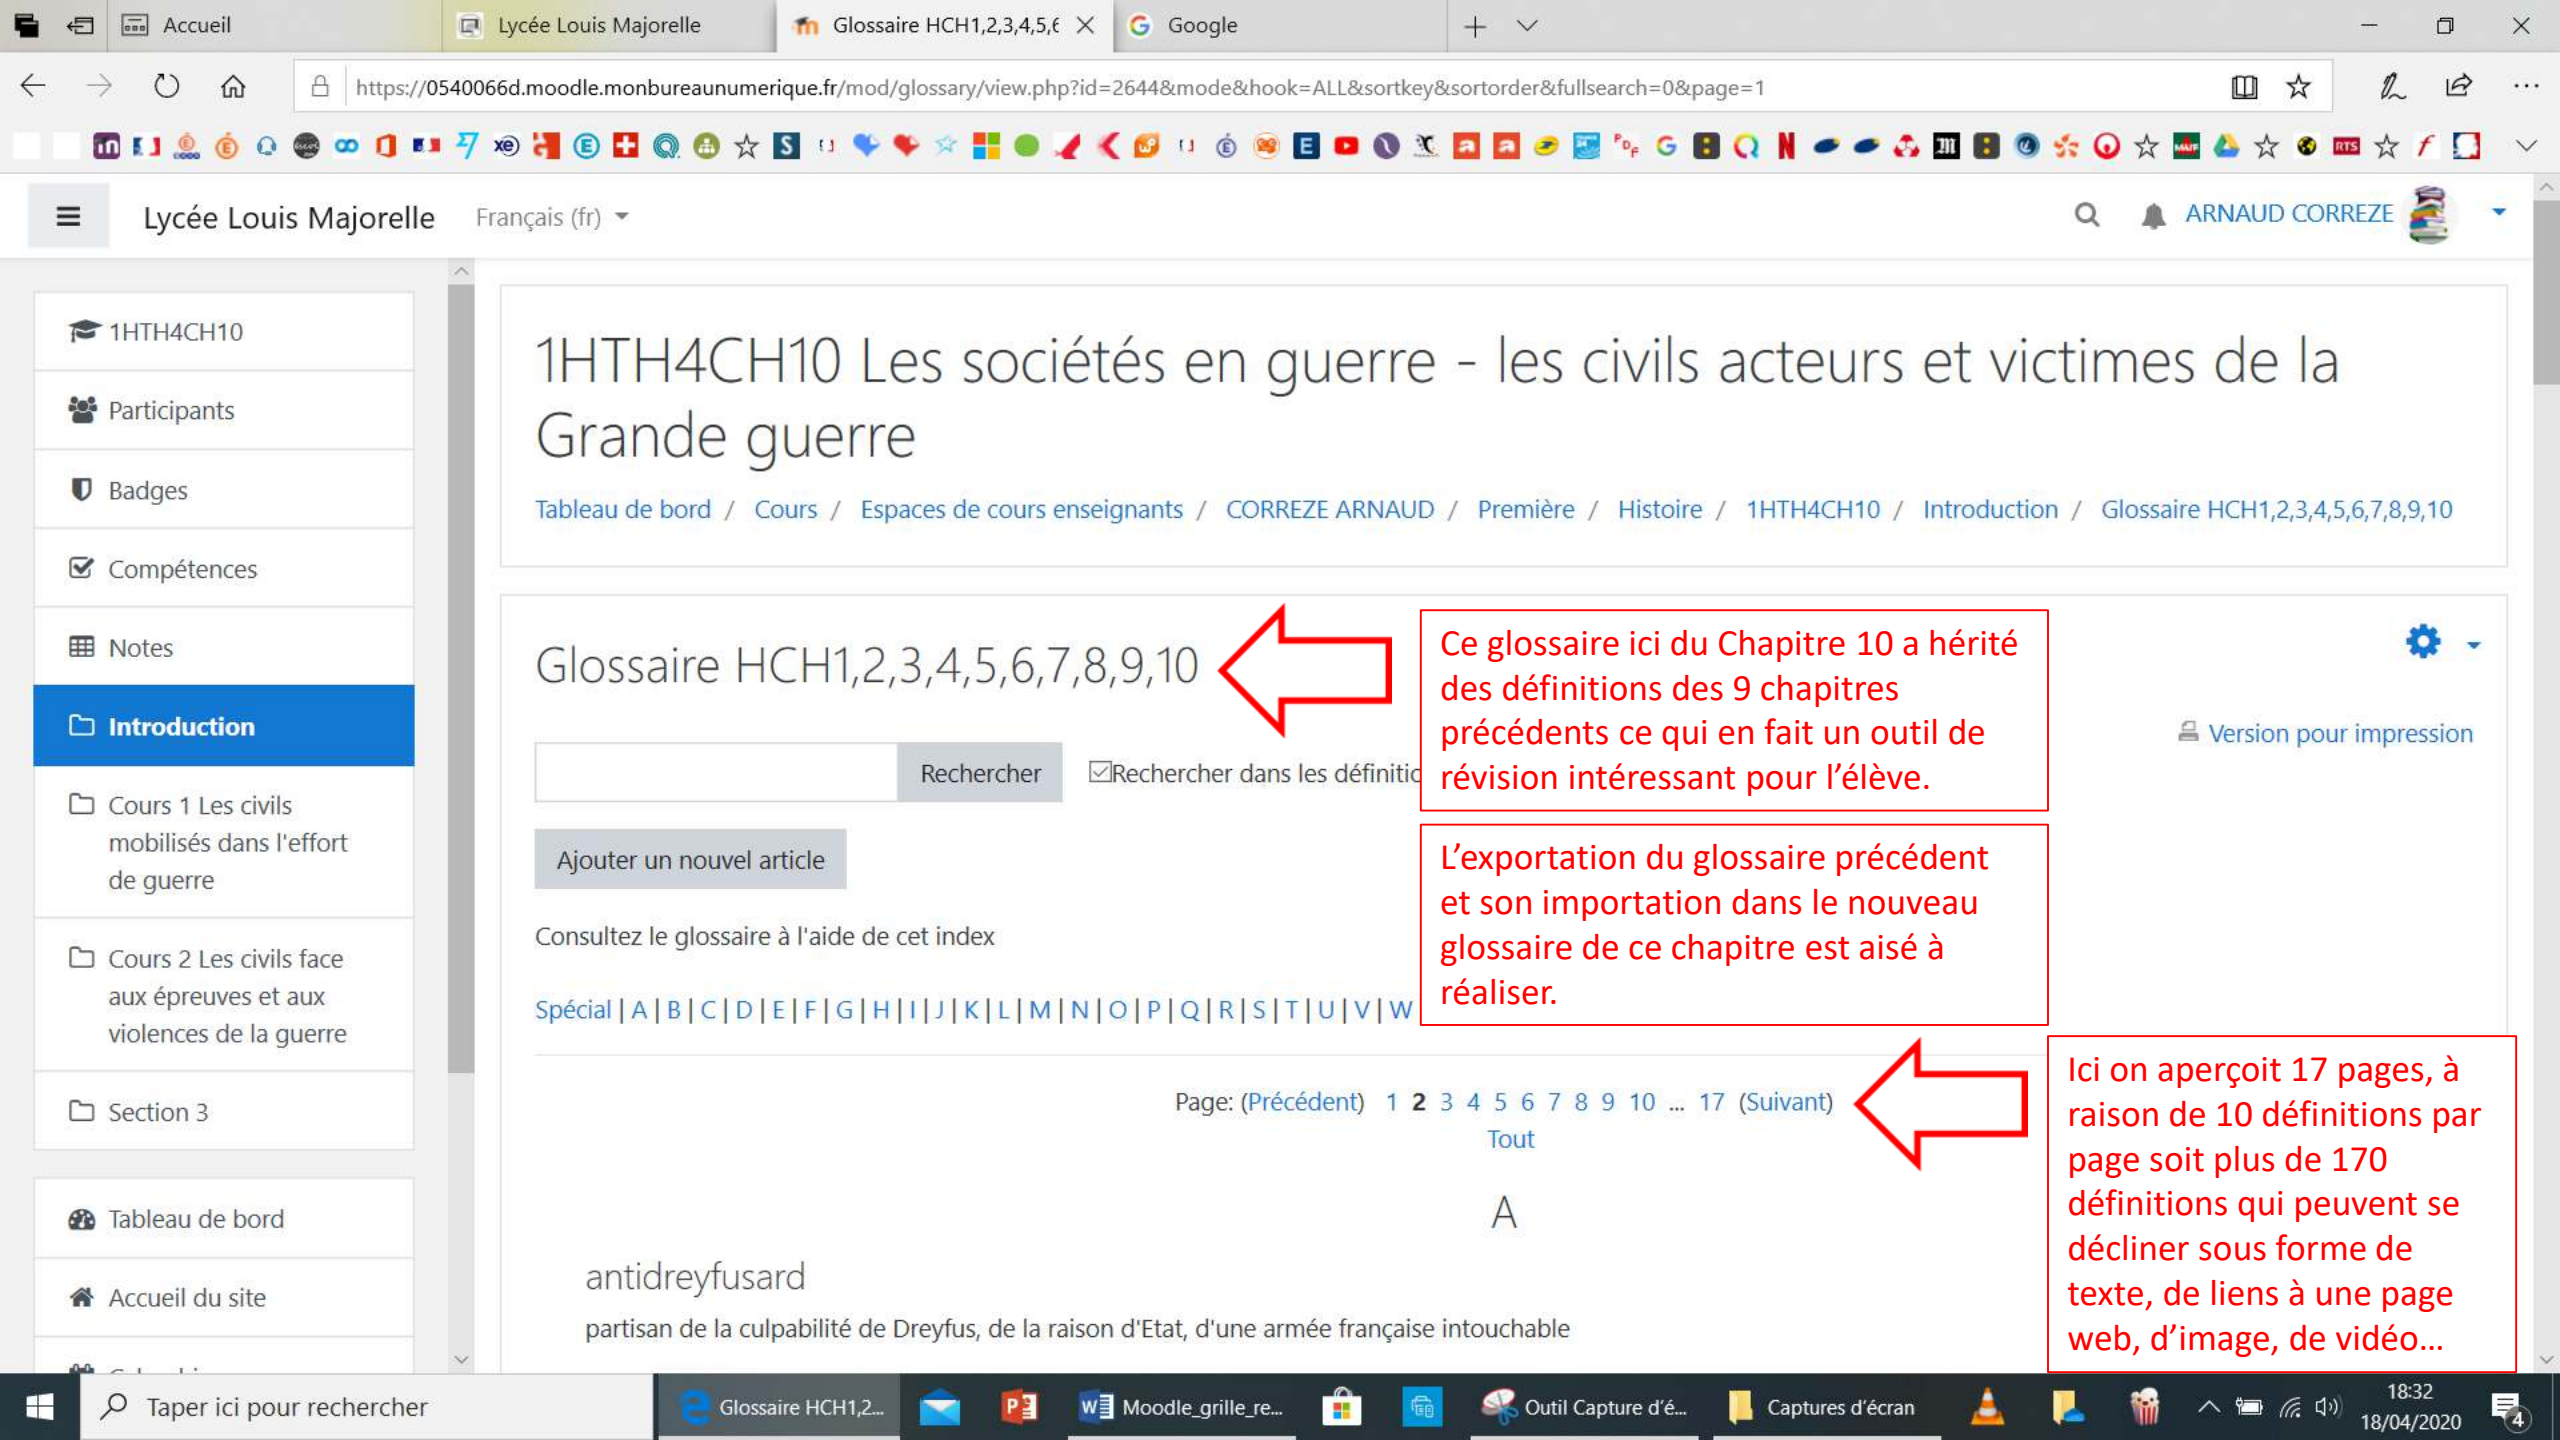 Accueil
Lycée Louis Majorelle
Glossaire HCH1,2,3,4,5,6
Google
https://0540066d.moodle.monbureaunumerique.fr/mod/glossary/view.php?id=2644&mode&hook=ALL&sortkey&sortorder&fullsearch=0&page=1
Lycée Louis Majorelle
Français (fr)
ARNAUD CORREZE
1HTH4CH10
Participants
Badges
Compétences
Notes
Introduction
Cours 1 Les civils
mobilisés dans l'effort
de guerre
Cours 2 Les civils face
aux épreuves et aux
violences de la guerre
Section 3
Tableau de bord
Accueil du site
1HTH4CH10 Les sociétés en guerre - les civils acteurs et victimes de la
Grande guerre
Tableau de bord / Cours / Espaces de cours enseignants / CORREZE ARNAUD / Première / Histoire / 1HTH4CH10 / Introduction / Glossaire HCH1,2,3,4,5,6,7,8,9,10
Glossaire HCH1,2,3,4,5,6,7,8,9,10
Ce glossaire ici du Chapitre 10 a hérité
des définitions des 9 chapitres
précédents ce qui en fait un outil de
révision intéressant pour l’élève.
Version pour impression
Rechercher
Rechercher dans les définitic
Ajouter un nouvel article
L’exportation du glossaire précédent
et son importation dans le nouveau
glossaire de ce chapitre est aisé à
réaliser.
Consultez le glossaire à l'aide de cet index
Spécial | A | B | C | D | E | F | G | H | I | J | K | L | M | N | O | P | Q | R | S | T | U | V | W
Page: (Précédent) 1 2 3 4 5 6 7 8 9 10 ... 17 (Suivant)
Tout
Ici on aperçoit 17 pages, à
raison de 10 définitions par
page soit plus de 170
définitions qui peuvent se
décliner sous forme de
texte, de liens à une page
web, d’image, de vidéo…
A
antidreyfusard
partisan de la culpabilité de Dreyfus, de la raison d'Etat, d'une armée française intouchable
Taper ici pour rechercher
Glossaire HCH1,2...
Moodle_grille_re...
Outil Capture d'é...
Captures d'écran
18:32
18/04/2020
4